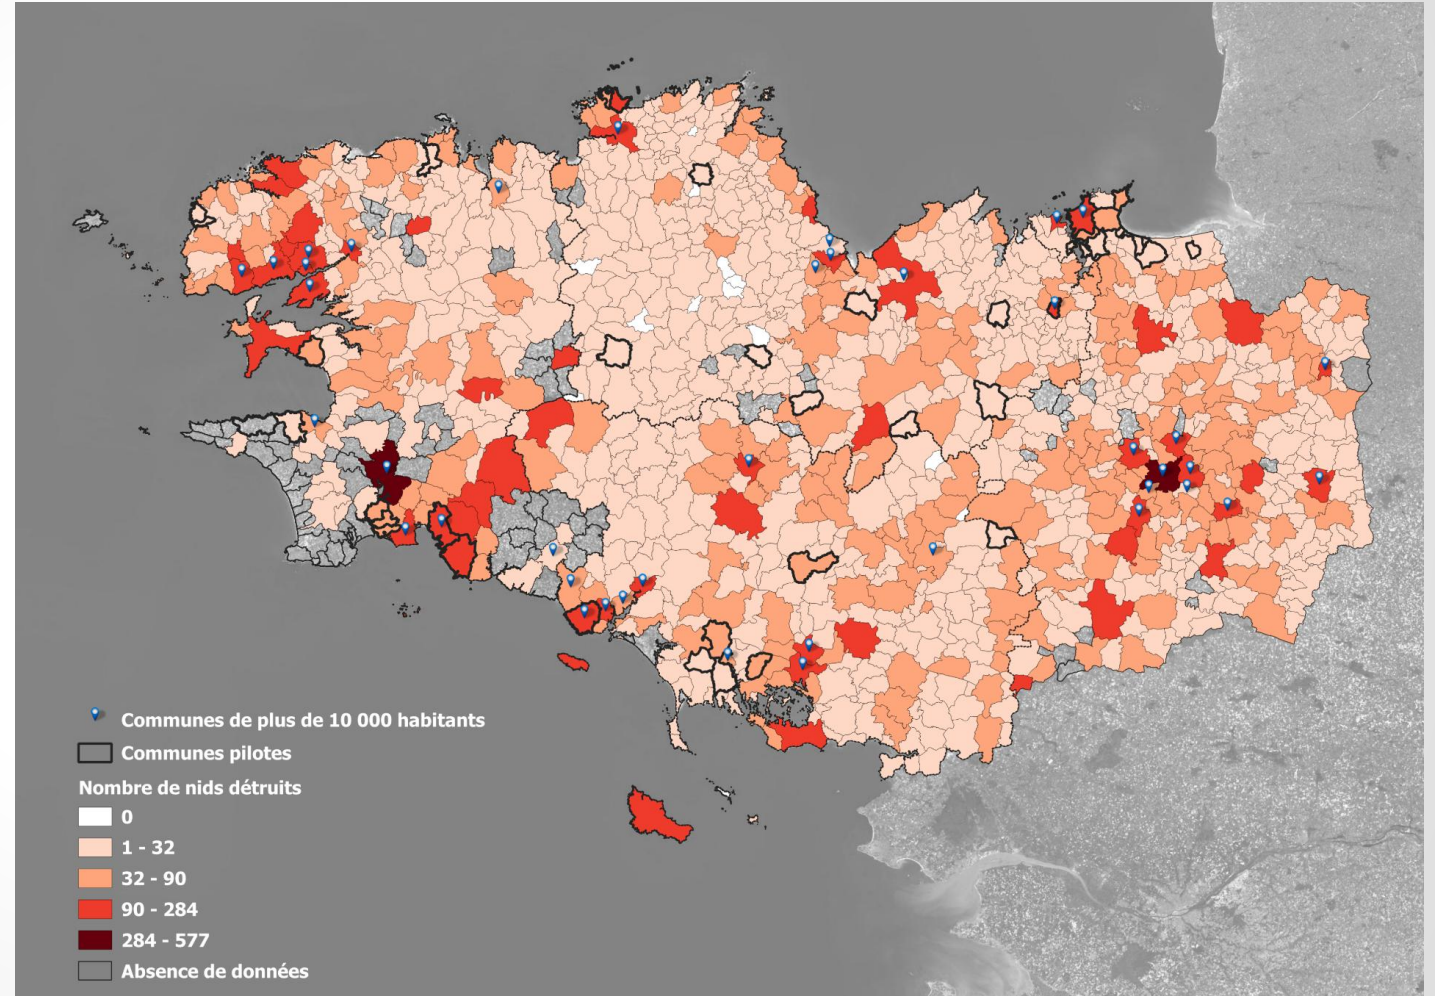 Communes de plus de 10 000 habitants
Communes pilotes
Nombre de nids détruits
0
1 - 32
32 - 90
90 - 284
284 - 577
Absence de données